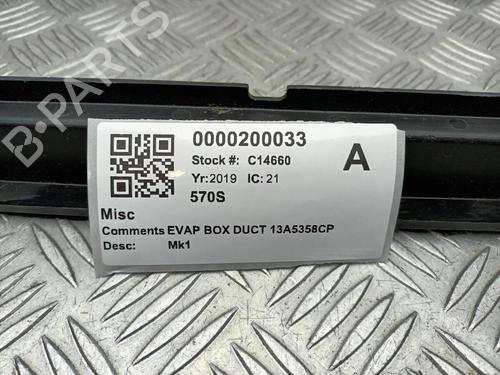 0000200033
Stock #: C14660
A
Yr:2019 IC: 21
570S
Misc
Comments EVAP BOX DUCT 13A5358CP
Desc: Mk1
B-Parts